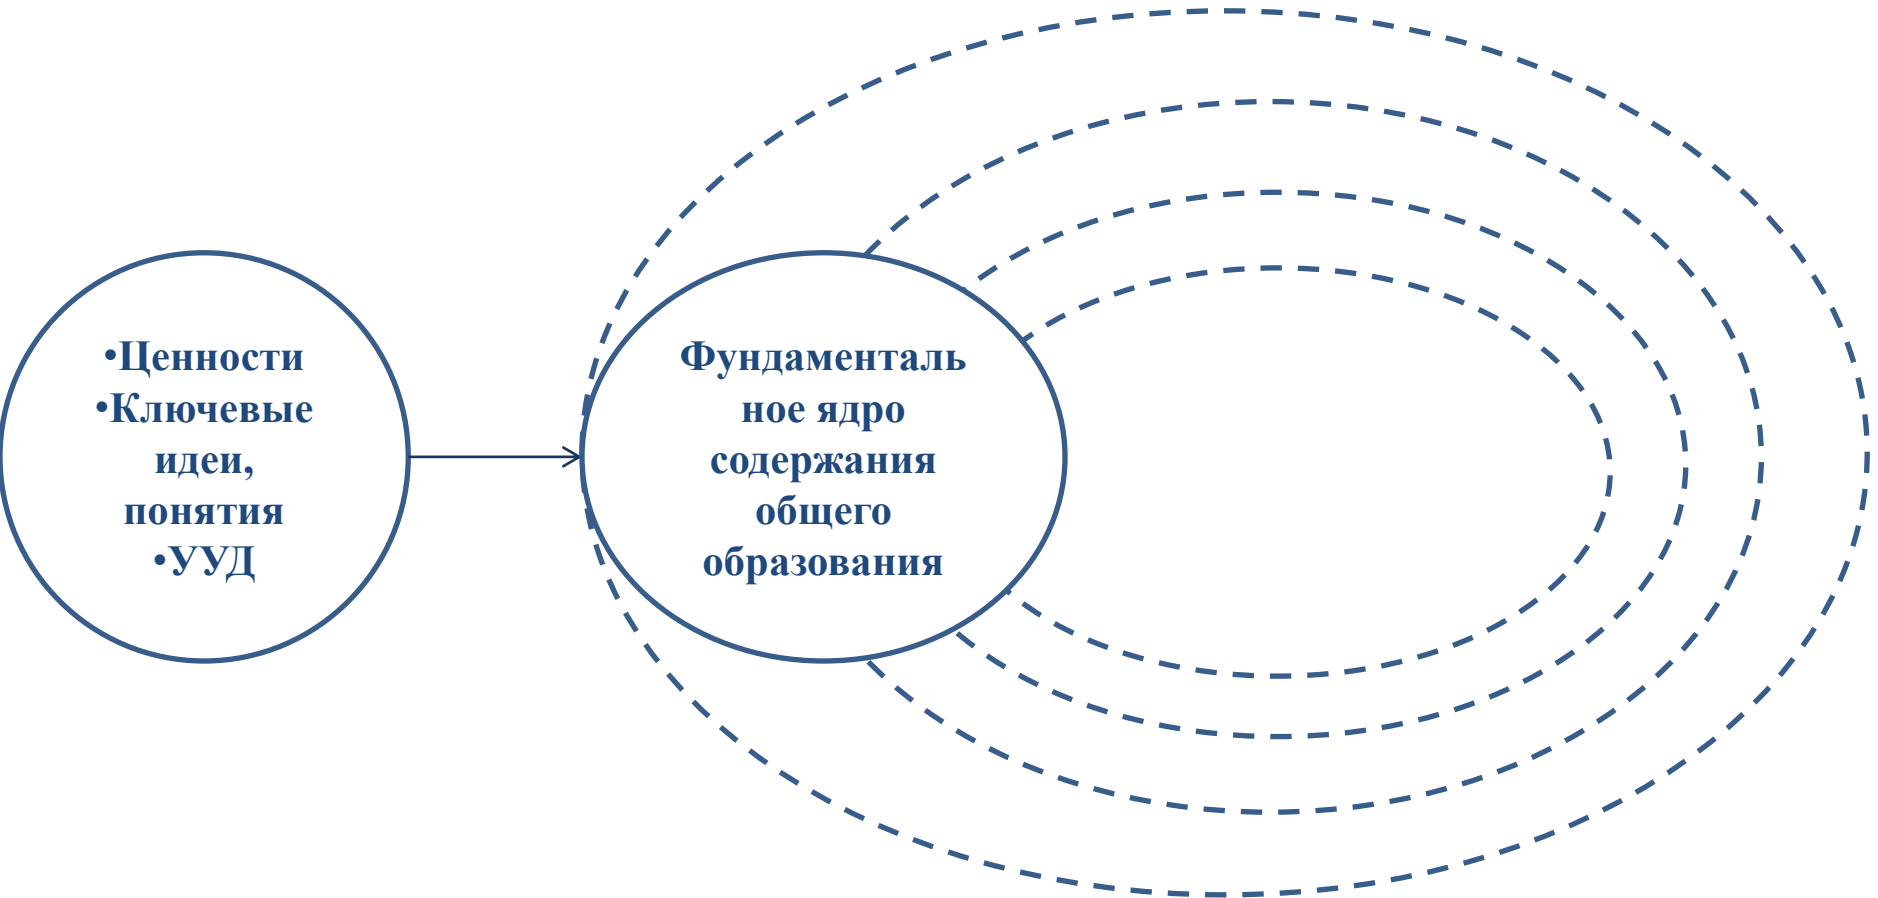 •Ценности
•Ключевые
идеи,
понятия
•УУД
Фундаменталь
ное ядро
содержания
общего
образования